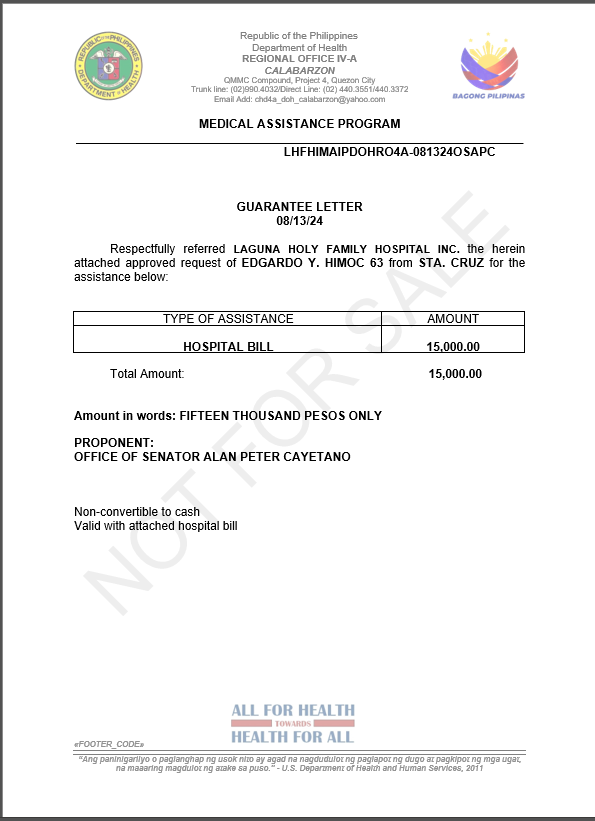 Republic of the Philippines
Department of Health
REGIONAL OFFICE IV-A
CALABARZON
QMMC Compound, Project 4, Quezon City
Trunk line: (02)990.4032/Direct Line: (02) 440.3551/440.3372
Email Add: chd4a_doh_calabarzon@yahoo.com
REPUBLIC OF THE PHILIPPINES
DEPARTMENT OF HEALTH
BAGONG PILIPINAS
MEDICAL ASSISTANCE PROGRAM
LHFHIMAIPDOHRO4A-081324OSAPC
GUARANTEE LETTER
08/13/24
Respectfully referred LAGUNA HOLY FAMILY HOSPITAL INC. the herein
attached approved request of EDGARDO Y. HIMOC 63 from STA. CRUZ for the
assistance below:
TYPE OF ASSISTANCE AMOUNT
HOSPITAL BILL 15,000.00
Total Amount: 15,000.00
Amount in words: FIFTEEN THOUSAND PESOS ONLY
PROPONENT:
OFFICE OF SENATOR ALAN PETER CAYETANO
Non-convertible to cash
Valid with attached hospital bill
NOT FOR SALE
ALL FOR HEALTH
TOWARDS
HEALTH FOR ALL
«FOOTER_CODE»
"Ang paninigarilyo o paglanghap ng usok nito ay agad na nagdudulot ng paglapot ng dugo at pagkipot ng mga ugat,
na maaaring magdulot ng atake sa puso." - U.S. Department of Health and Human Services, 2011